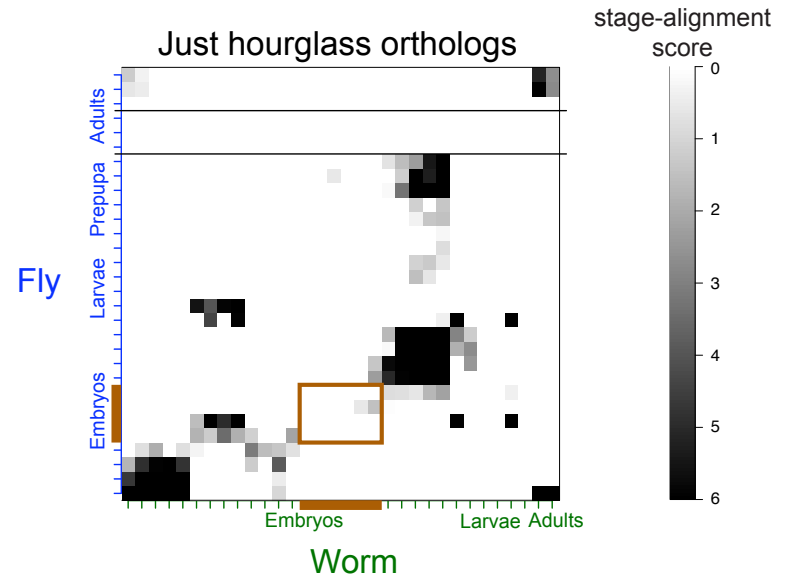 stage-alignment
score
Just hourglass orthologs
0
1
2
3
4
5
6
Fly
Adults
Prepupa
Larvae
Embryos
Embryos
Larvae
Adults
Worm